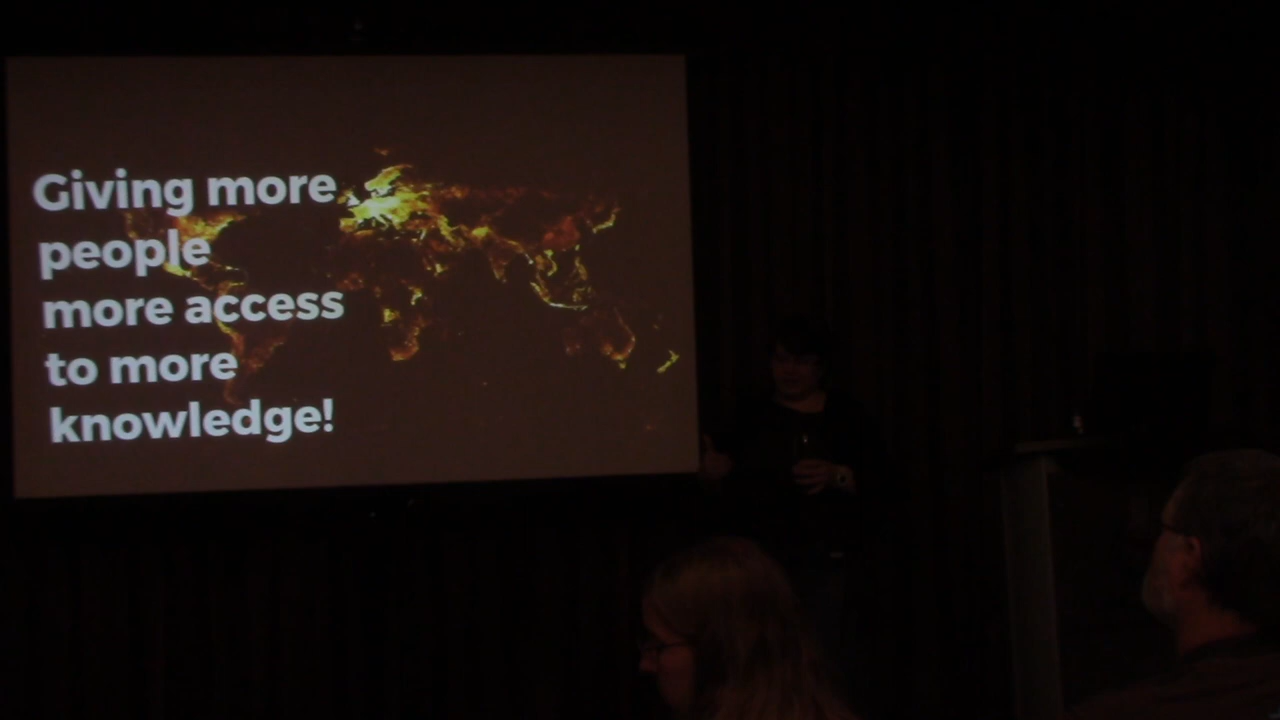 Giving more
people
more access
to more
knowledge!